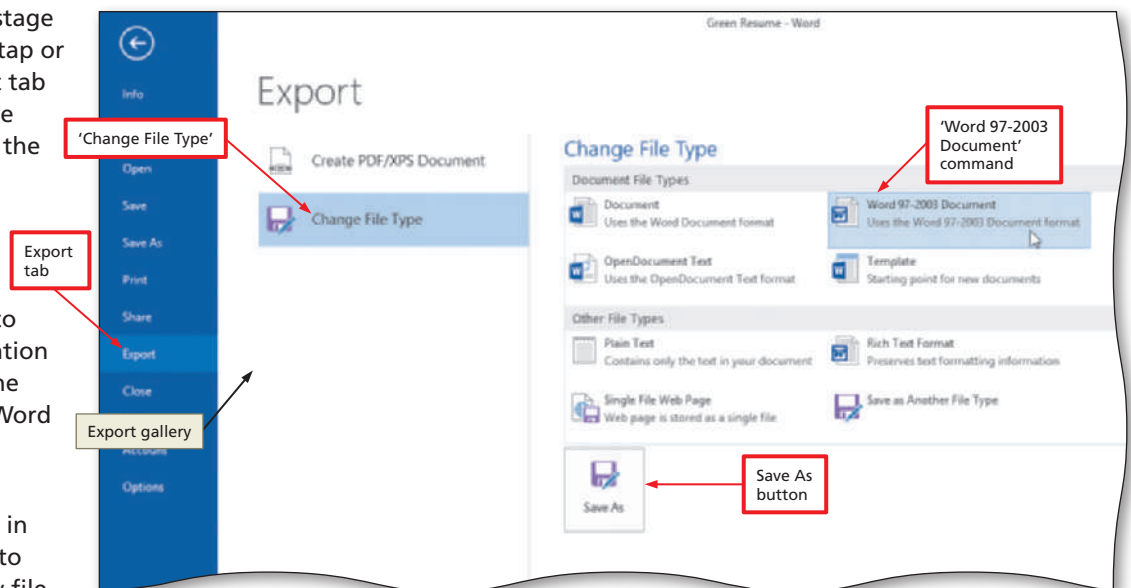 stage
tap or
tab
e
the
to
ation
ne
Word
in
to
file
Green Resume - Word
Info
Open
Save
Save As
Print
Share
Export
Close
Account
Options
Export
Create PDF/XPS Document
Change File Type
Change File Type
Document File Types
Document
Uses the Word Document format
Word 97-2003 Document
Uses the Word 97-2003 Document format
OpenDocument Text
Uses the OpenDocument Text format
Template
Starting point for new documents
Other File Types
Plain Text
Contains only the text in your document
Rich Text Format
Preserves text formatting information
Single File Web Page
Web page is stored as a single file
Save as Another File Type
Save As
'Change File Type'
'Word 97-2003
Document'
command
Export
tab
Export gallery
Save As
button